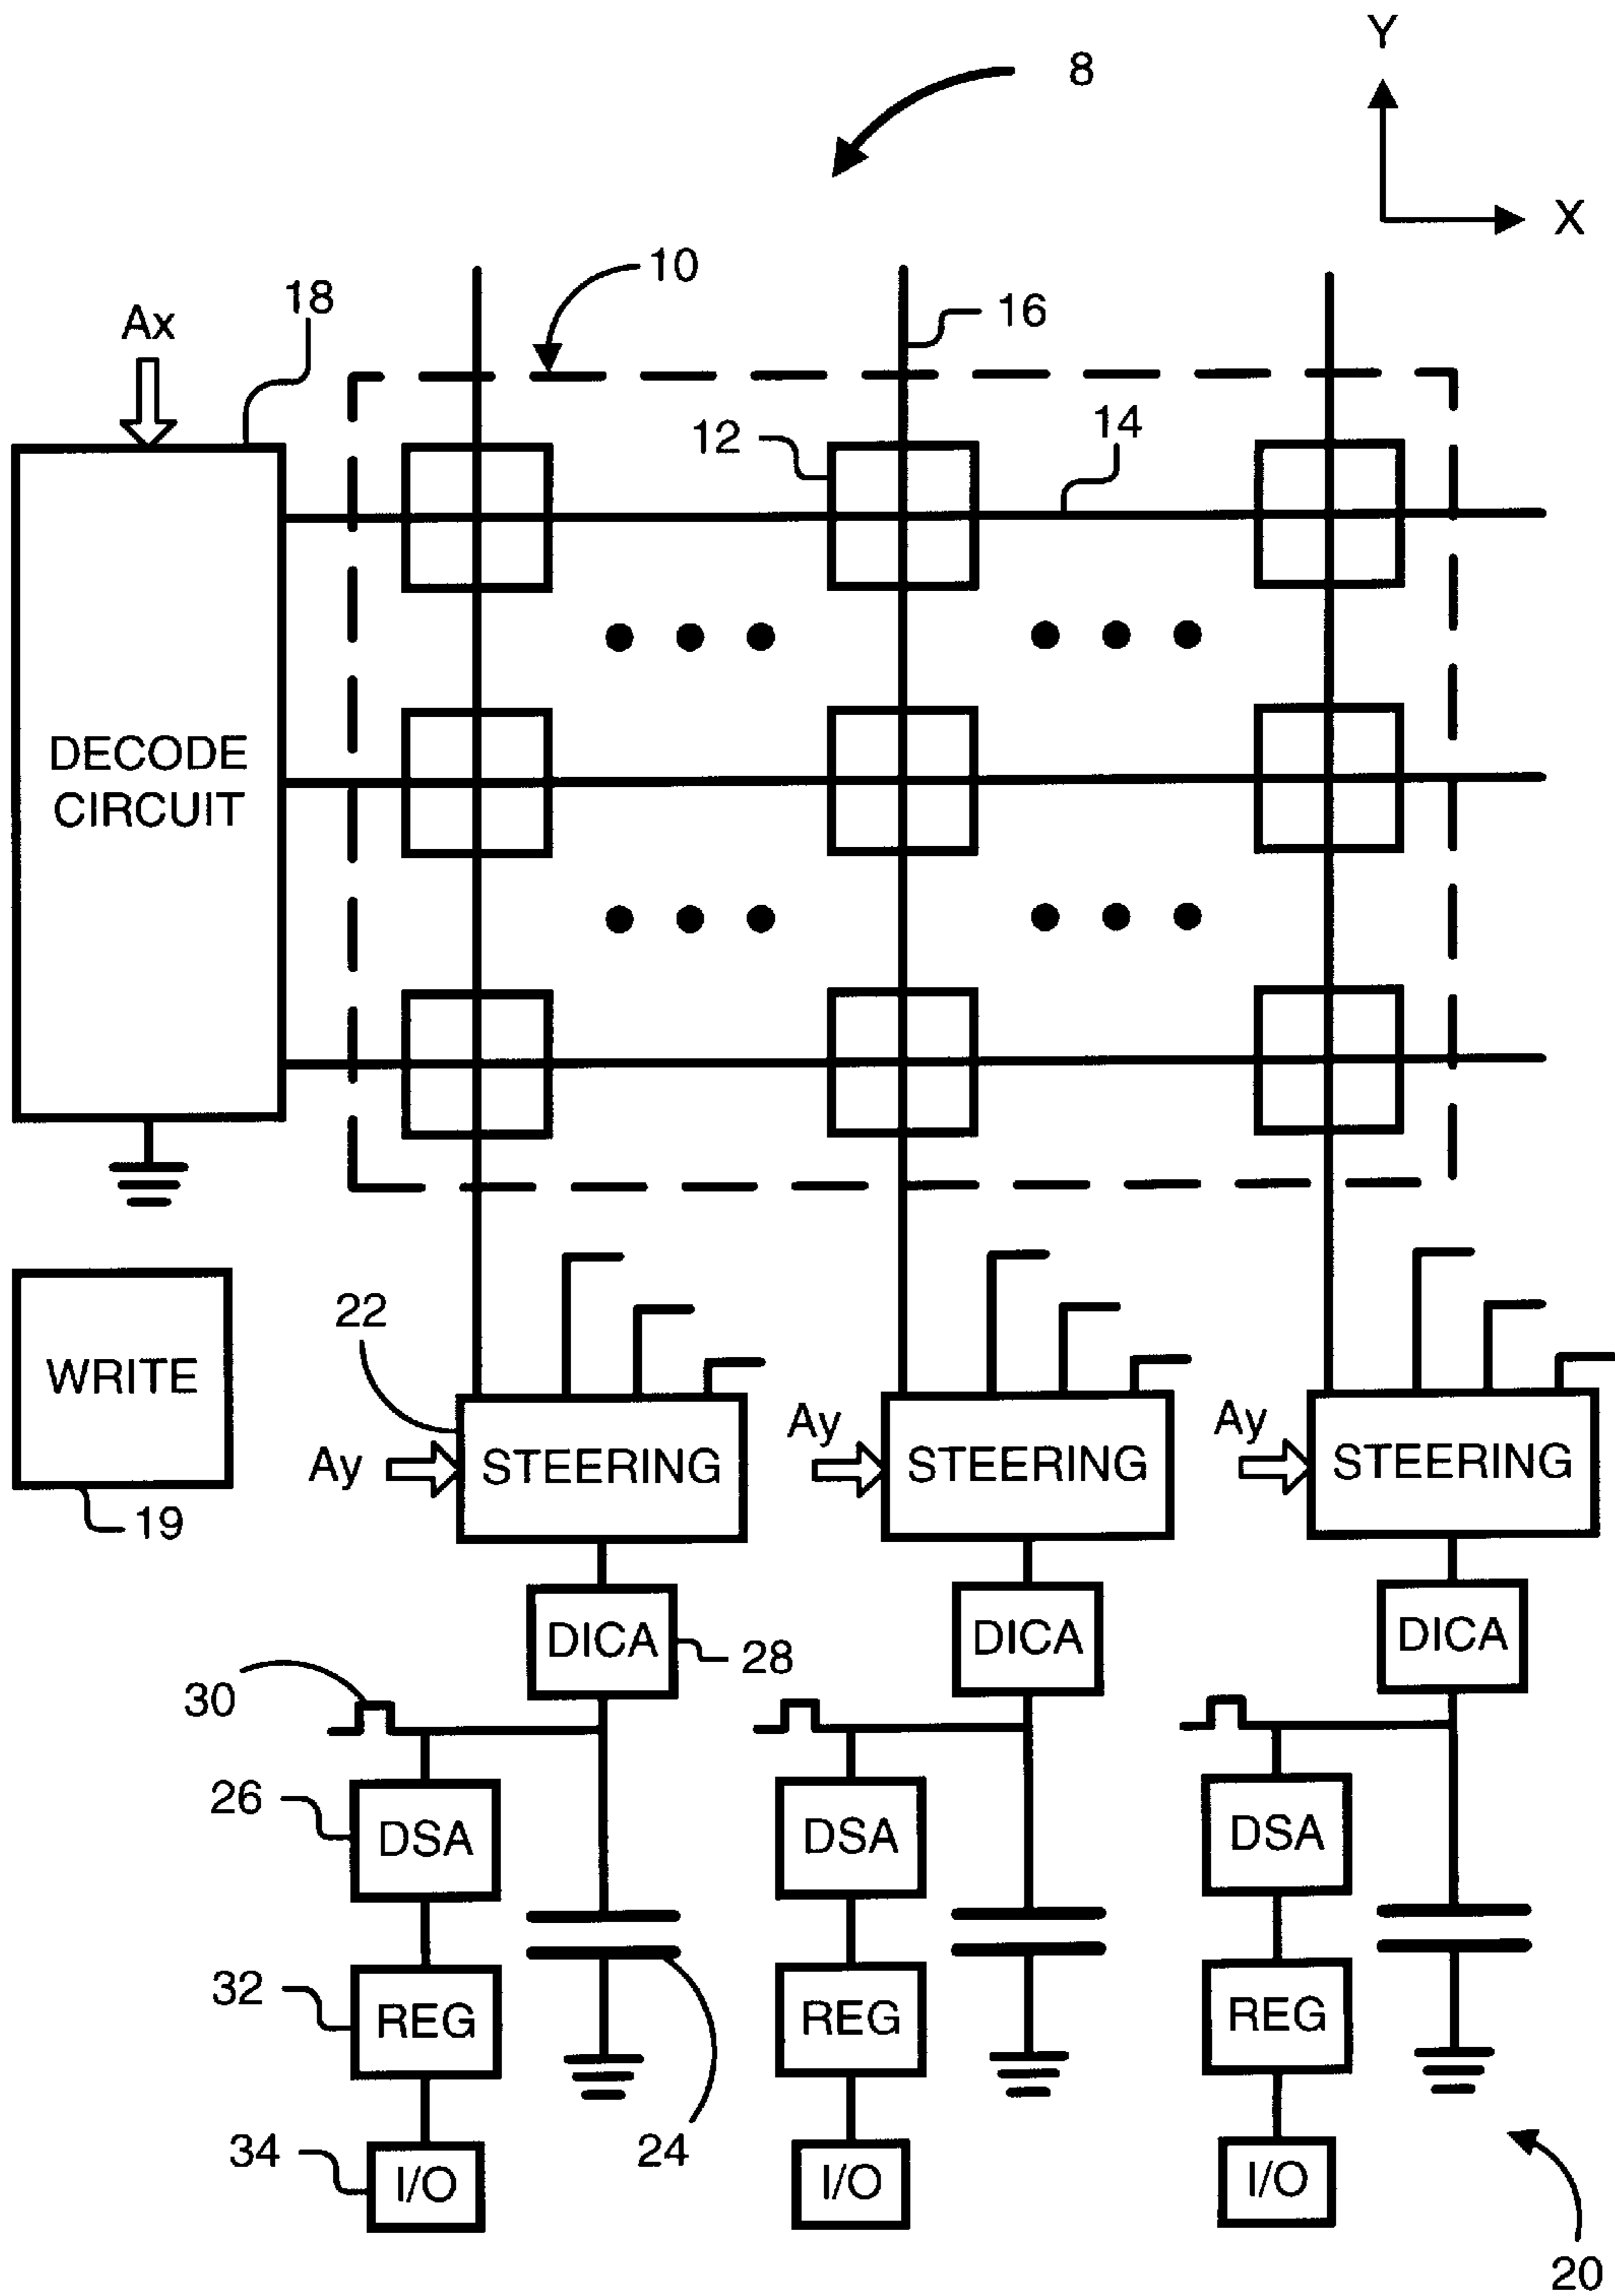 Y
8
X
10
18
Ax
16
12
14
DECODE
CIRCUIT
22
WRITE
Ay
Ay
Ay
STEERING
STEERING
STEERING
19
DICA
DICA
DICA
28
30
26
DSA
DSA
DSA
32
REG
REG
REG
34
24
I/O
I/O
I/O
20